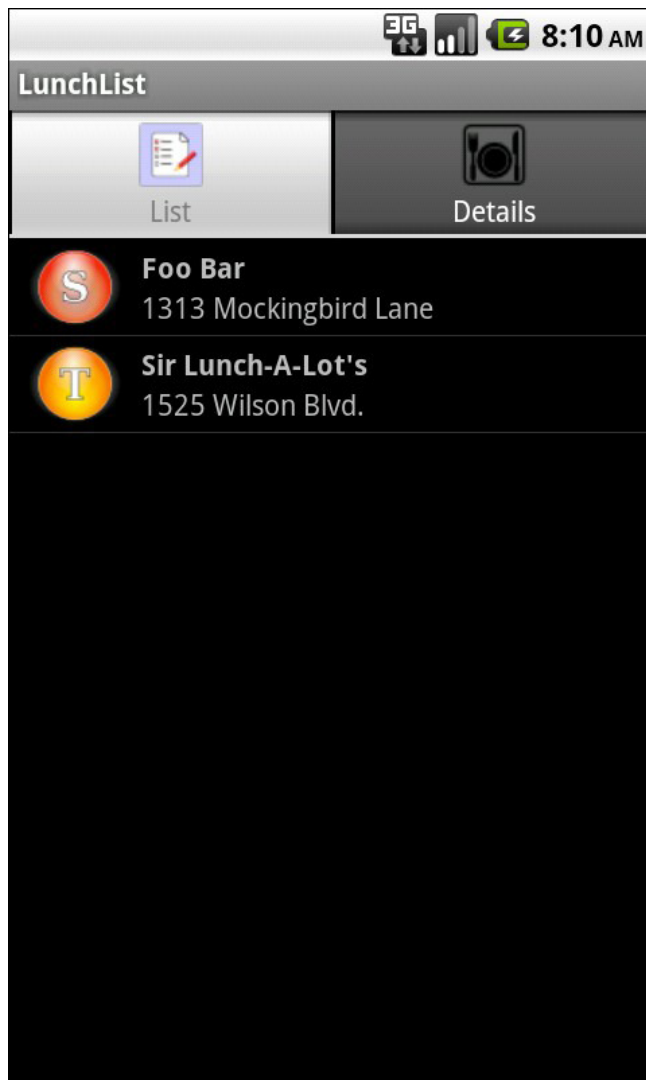 3G 8:10 AM
LunchList
List Details
S Foo Bar
1313 Mockingbird Lane
T Sir Lunch-A-Lot's
1525 Wilson Blvd.